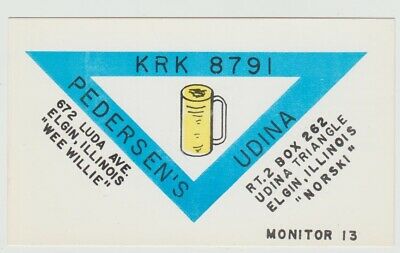 KRK 8791
PEDERSEN'S
UDINA
672 LUDA AVE.
ELGIN, ILLINOIS
"WEE WILLIE"
RT. 2 BOX 262
UDINA TRIANGLE
ELGIN, ILLINOIS
"NORSKI"
MONITOR 13